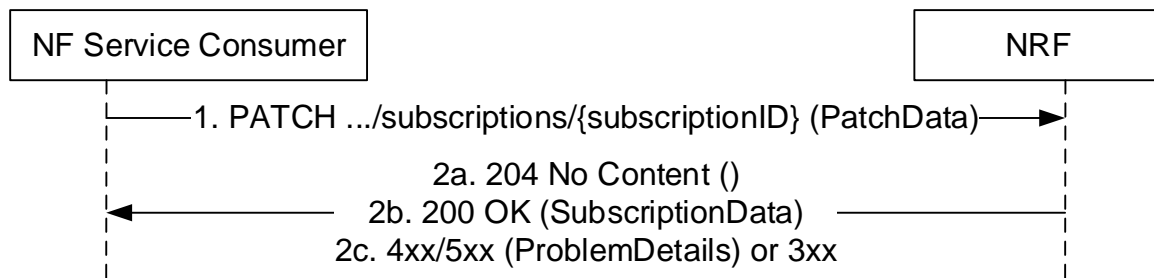 NF Service Consumer
NRF
1. PATCH .../subscriptions/{subscriptionID} (PatchData)
2a. 204 No Content ()
2b. 200 OK (SubscriptionData)
2c. 4xx/5xx (ProblemDetails) or 3xx